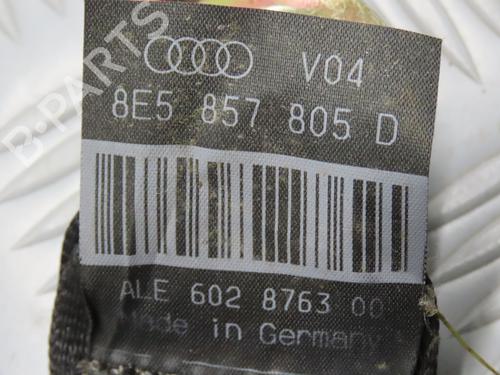 V04
8E5 857 805 D
ALE 602 8763 00
Made in Germany
B-PARTS